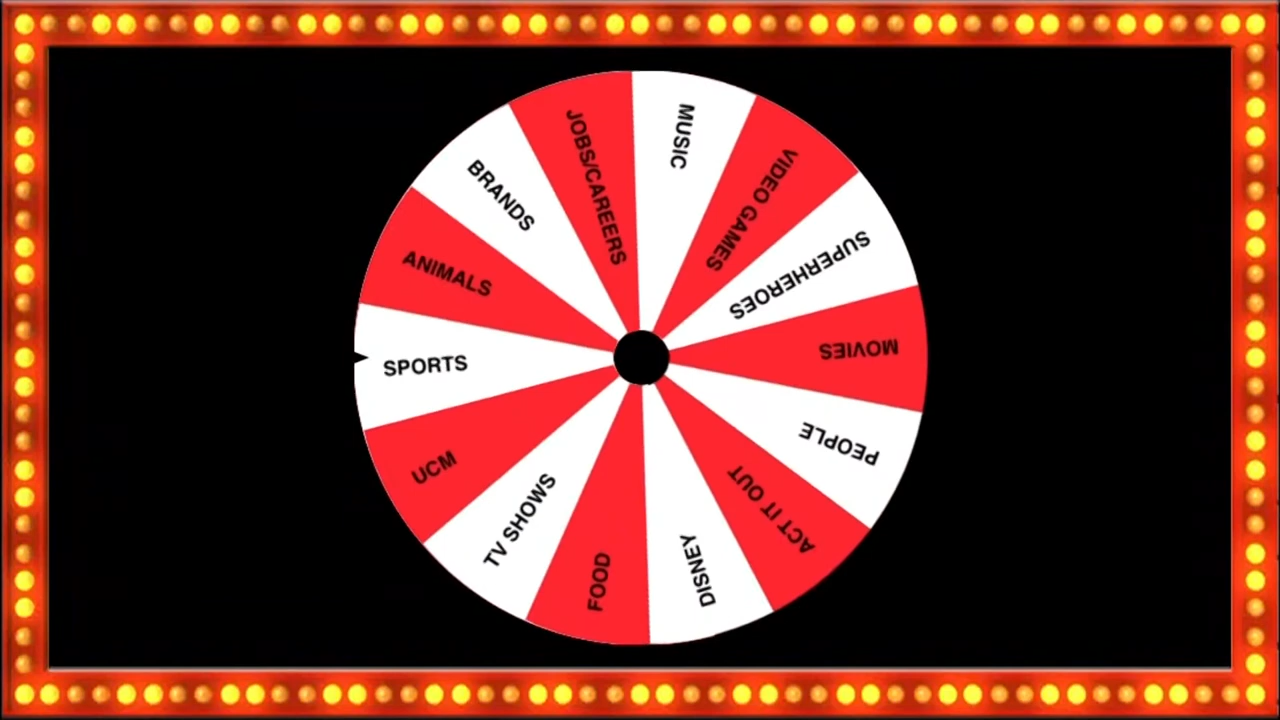 MUSIC
VIDEO GAMES
SUPERHEROES
MOVIES
PEOPLE
ACT IT OUT
DISNEY
FOOD
TV SHOWS
UCM
SPORTS
ANIMALS
BRANDS
JOBS/CAREERS